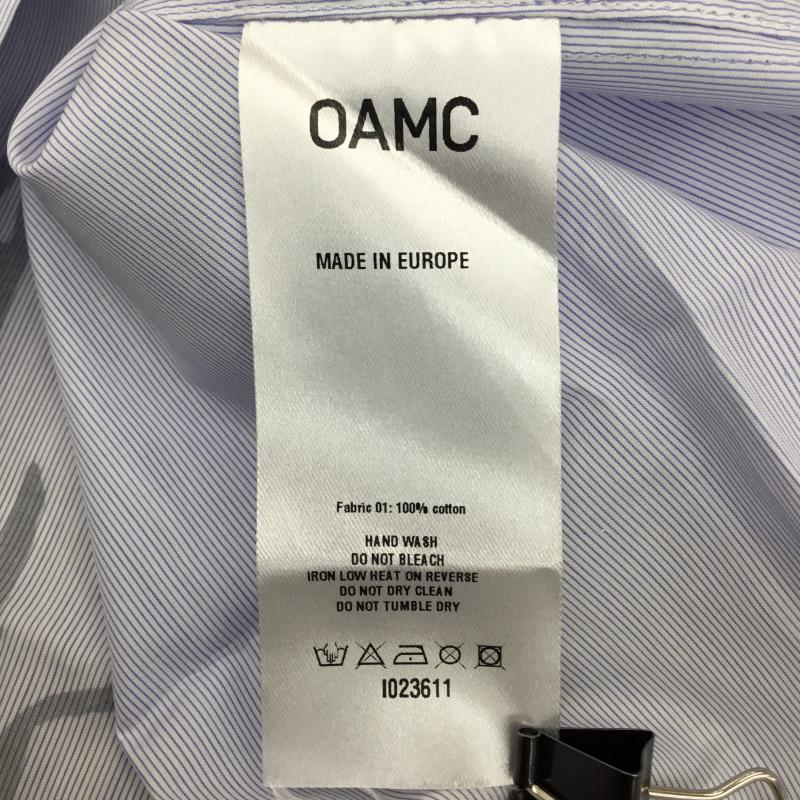 OAMC
MADE IN EUROPE
Fabric 01: 100% cotton
HAND WASH
DO NOT BLEACH
IRON LOW HEAT ON REVERSE
DO NOT DRY CLEAN
DO NOT TUMBLE DRY
I023611